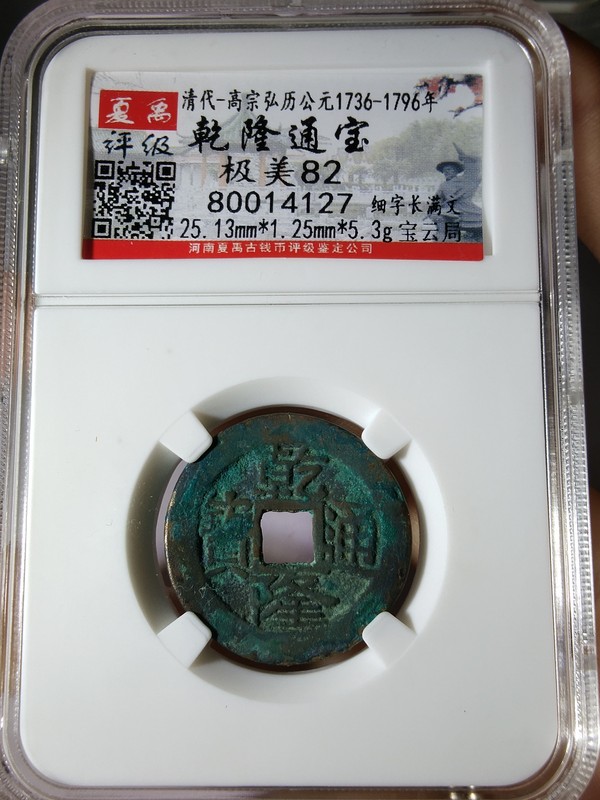 夏禹 清代-高宗弘历公元1736-1796年
评级 乾隆通宝
极美82
80014127 细字长满文
25.13mm*1.25mm*5.3g 宝云局
河南夏禹古钱币评级鉴定公司
乾
寳 通
隆